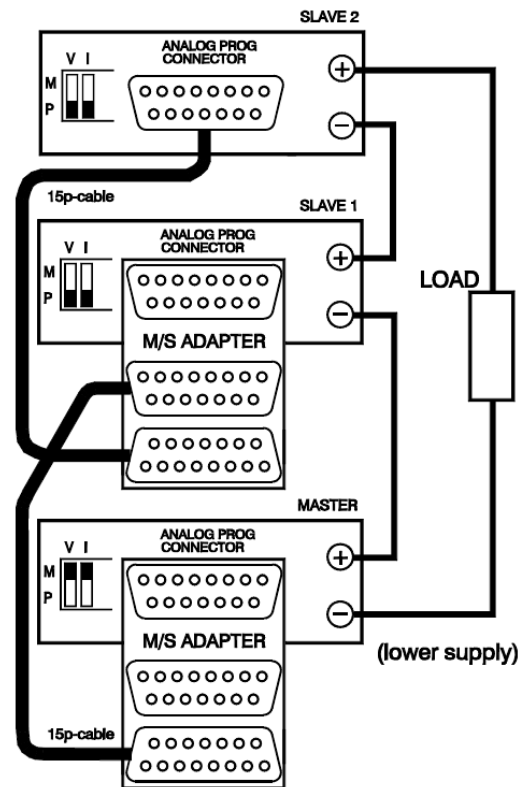 SLAVE 2
V I
M
P
ANALOG PROG
CONNECTOR
+
−
15p-cable
SLAVE 1
V I
M
P
ANALOG PROG
CONNECTOR
+
−
M/S ADAPTER
LOAD
MASTER
V I
M
P
ANALOG PROG
CONNECTOR
+
−
M/S ADAPTER
(lower supply)
15p-cable